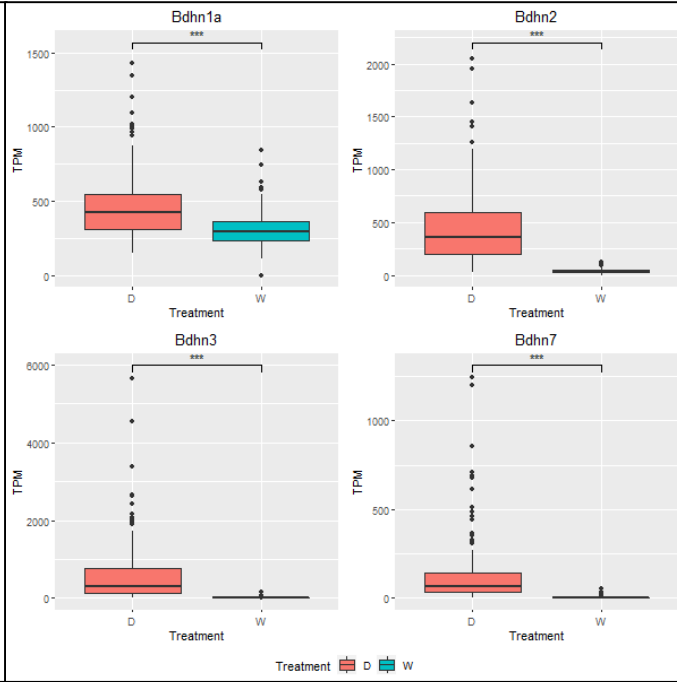 Bdhn1a
***
1500
1000
500
0
TPM
D
W
Treatment
Bdhn2
***
2000
1500
1000
500
0
TPM
D
W
Treatment
Bdhn3
***
6000
4000
2000
0
TPM
D
W
Treatment
Bdhn7
***
1000
500
0
TPM
D
W
Treatment
Treatment D W